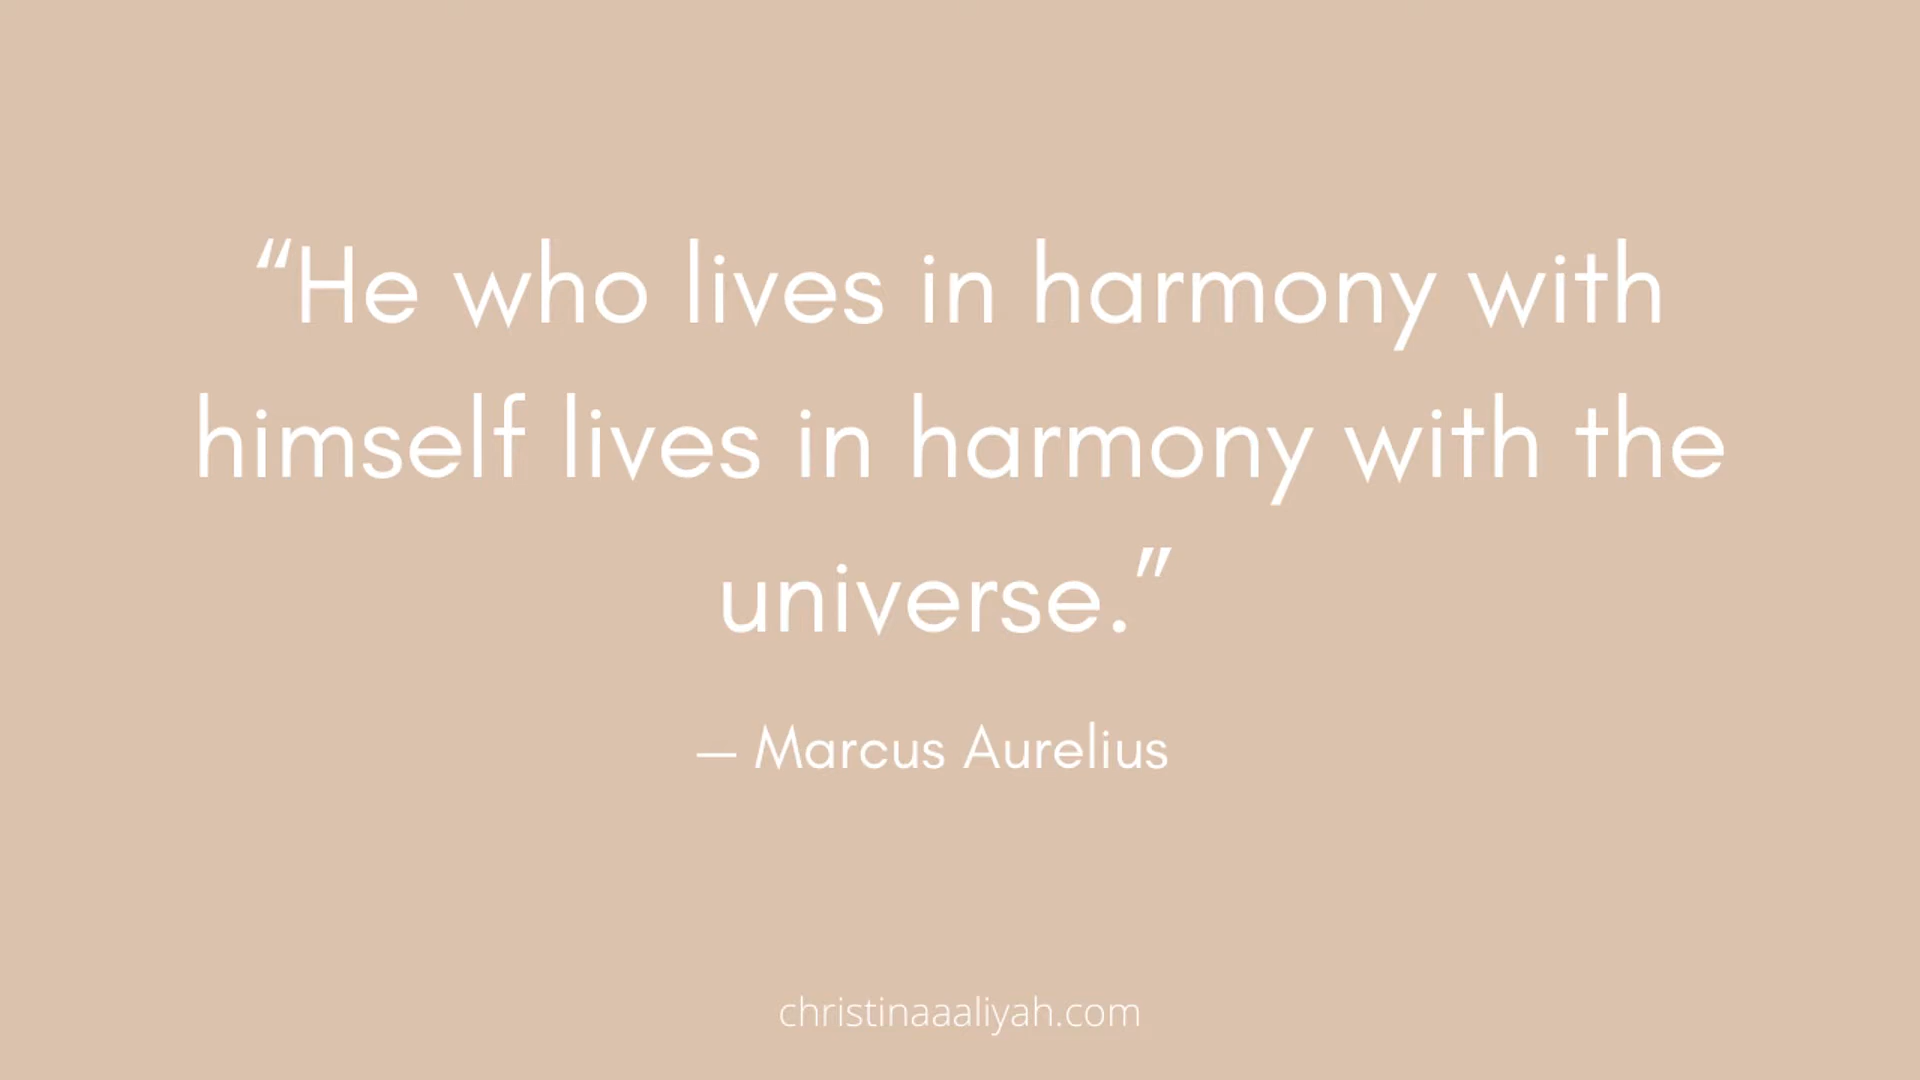 “He who lives in harmony with
himself lives in harmony with the
universe.”
— Marcus Aurelius
christinaaaliyah.com